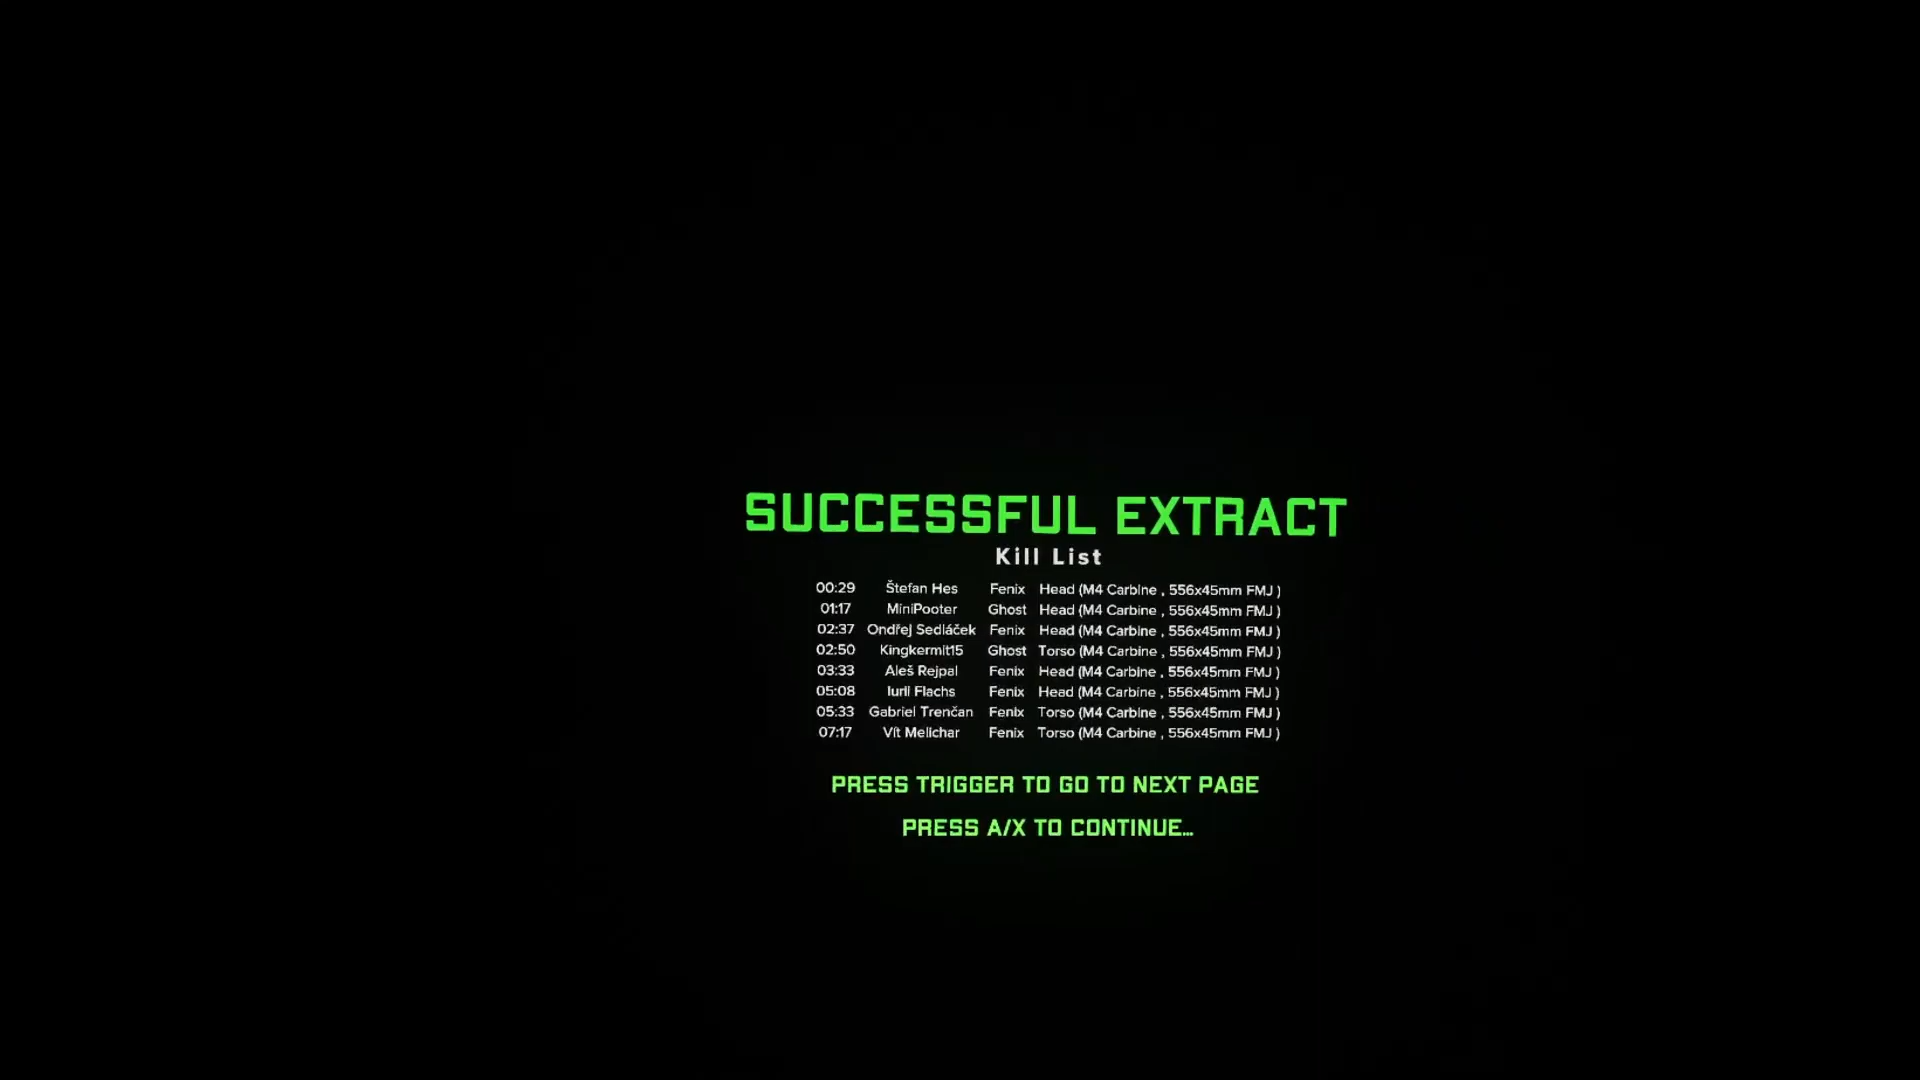 SUCCESSFUL EXTRACT
Kill List
00:29 Štefan Hes Fenix Head (M4 Carbine , 556x45mm FMJ )
01:17 MiniPooter Ghost Head (M4 Carbine , 556x45mm FMJ )
02:37 Ondřej Sedláček Fenix Head (M4 Carbine , 556x45mm FMJ )
02:50 Kingkermit15 Ghost Torso (M4 Carbine , 556x45mm FMJ )
03:33 Aleš Rejpal Fenix Head (M4 Carbine , 556x45mm FMJ )
05:08 Iurii Flachs Fenix Head (M4 Carbine , 556x45mm FMJ )
05:33 Gabriel Trenčan Fenix Torso (M4 Carbine , 556x45mm FMJ )
07:17 Vít Melichar Fenix Torso (M4 Carbine , 556x45mm FMJ )
PRESS TRIGGER TO GO TO NEXT PAGE
PRESS A/X TO CONTINUE...